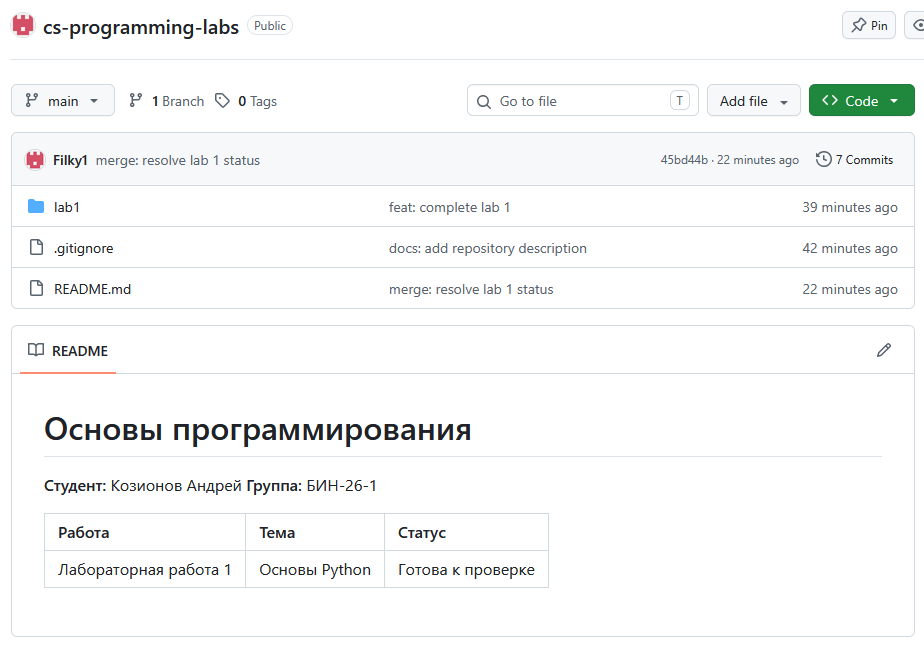 cs-programming-labs Public Pin
main 1 Branch 0 Tags Go to file T Add file Code
Filky1 merge: resolve lab 1 status 45bd44b · 22 minutes ago 7 Commits
lab1 feat: complete lab 1 39 minutes ago
.gitignore docs: add repository description 42 minutes ago
README.md merge: resolve lab 1 status 22 minutes ago
README
Основы программирования
Студент: Козионов Андрей Группа: БИН-26-1
Работа Тема Статус
Лабораторная работа 1 Основы Python Готова к проверке